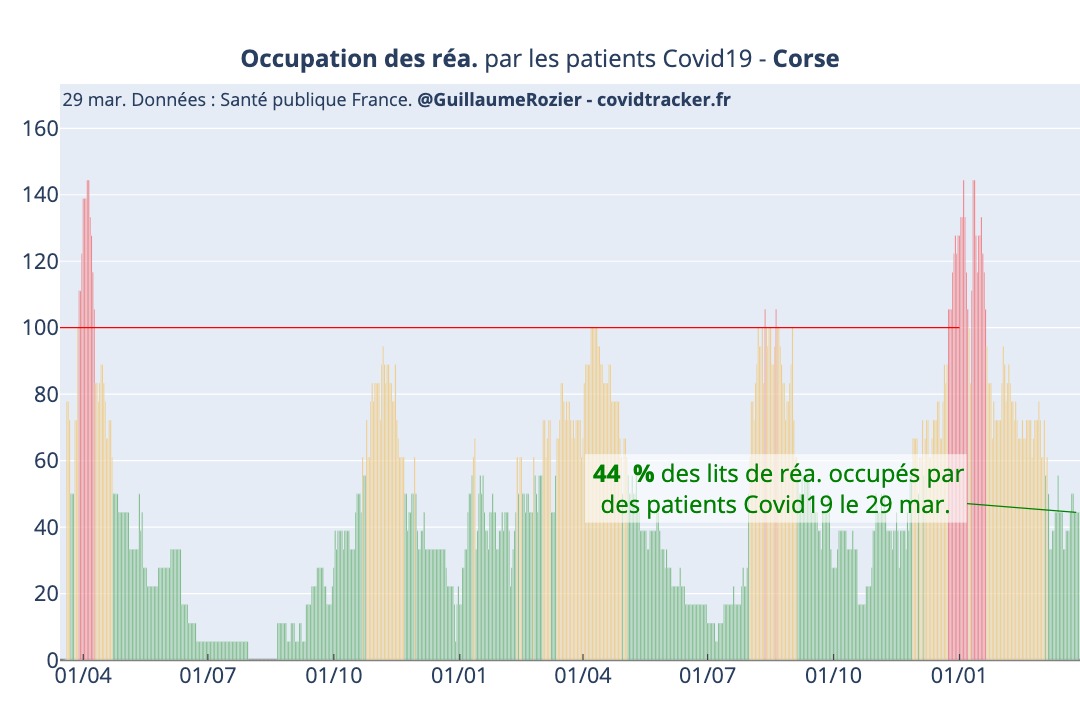 Occupation des réa. par les patients Covid19 - Corse
29 mar. Données : Santé publique France. @GuillaumeRozier - covidtracker.fr
160
140
120
100
80
60
44 % des lits de réa. occupés par
des patients Covid19 le 29 mar.
40
20
0
01/04 01/07 01/10 01/01 01/04 01/07 01/10 01/01